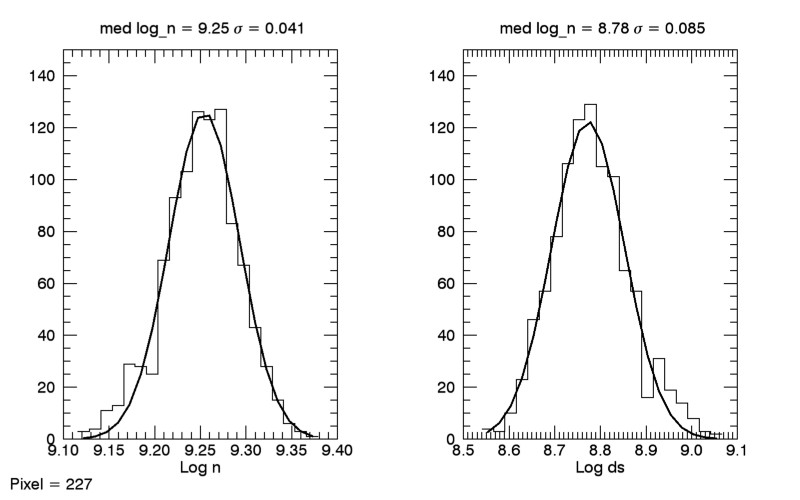 med log_n = 9.25 σ = 0.041
med log_n = 8.78 σ = 0.085
140
120
100
80
60
40
20
0
9.10 9.15 9.20 9.25 9.30 9.35 9.40
Log n
140
120
100
80
60
40
20
0
8.5 8.6 8.7 8.8 8.9 9.0 9.1
Log ds
Pixel = 227